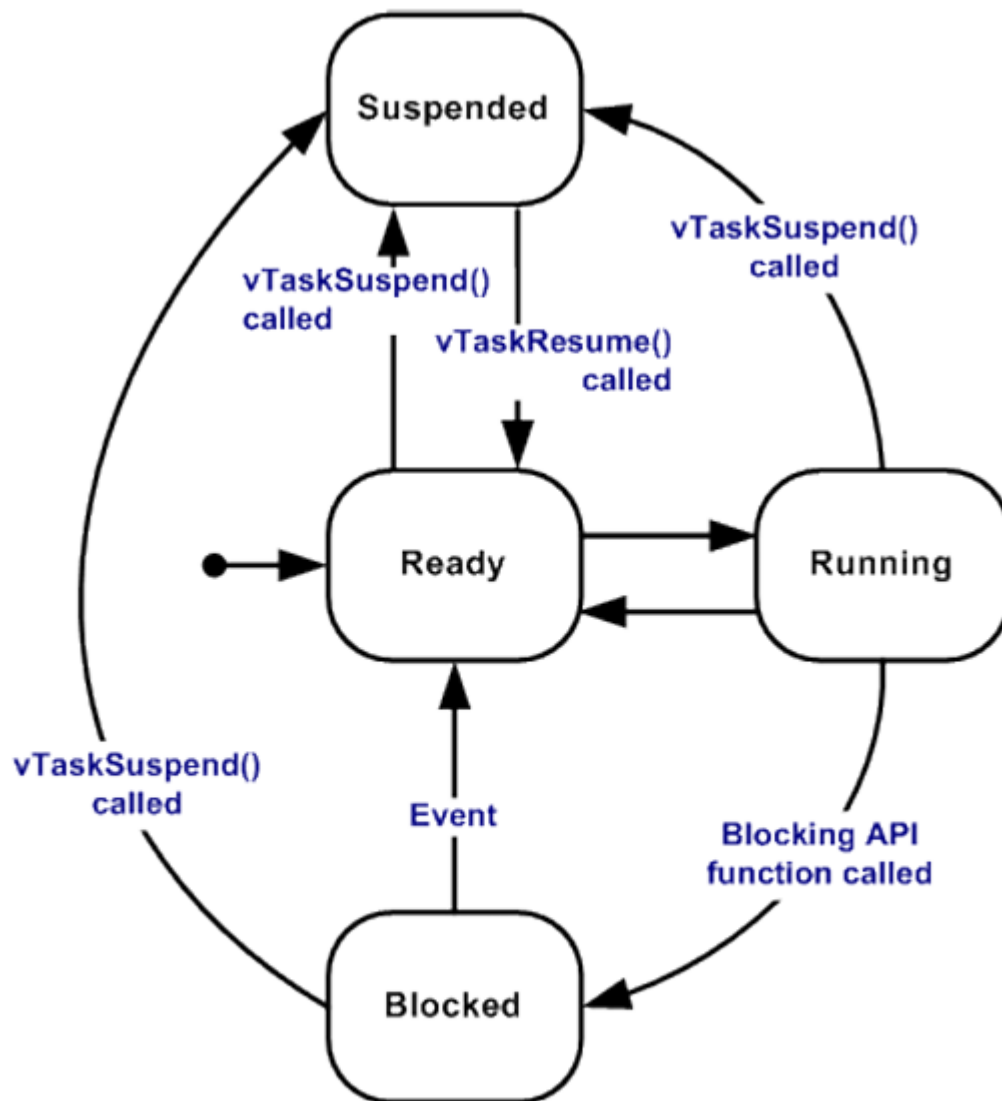 Suspended
vTaskSuspend()
called
vTaskSuspend()
called
vTaskResume()
called
Ready
Running
vTaskSuspend()
called
Event
Blocking API
function called
Blocked